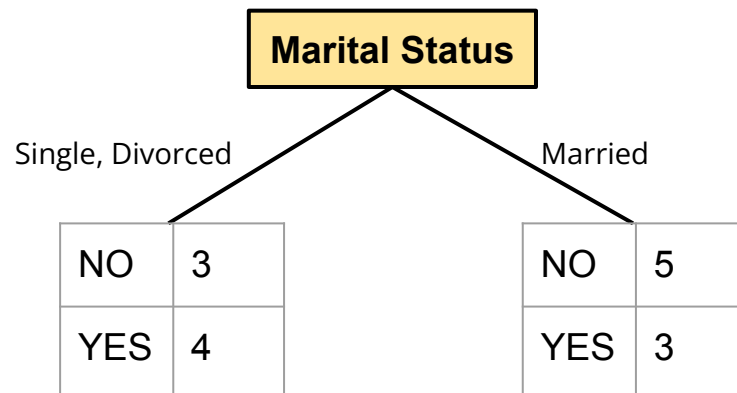 Marital Status
Single, Divorced
Married
NO 3
YES 4
NO 5
YES 3